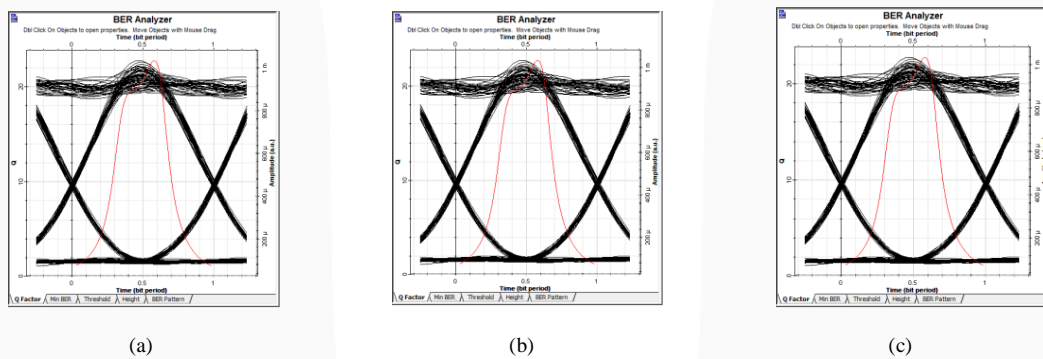 BER Analyzer
Dbl Click On Objects to open properties. Move Objects with Mouse Drag
Time (bit period)
0 0.5 1
Q
0 10 20
Amplitude (a.u.)
200 µ 400 µ 600 µ 800 µ 1 m
0 0.5 1
Time (bit period)
Q Factor Min BER Threshold Height BER Pattern
(a)
BER Analyzer
Dbl Click On Objects to open properties. Move Objects with Mouse Drag
Time (bit period)
0 0.5 1
Q
0 10 20
Amplitude (a.u.)
200 µ 400 µ 600 µ 800 µ 1 m
0 0.5 1
Time (bit period)
Q Factor Min BER Threshold Height BER Pattern
(b)
BER Analyzer
Dbl Click On Objects to open properties. Move Objects with Mouse Drag
Time (bit period)
0 0.5 1
Q
0 10 20
Amplitude (a.u.)
200 µ 400 µ 600 µ 800 µ 1 m
0 0.5 1
Time (bit period)
Q Factor Min BER Threshold Height BER Pattern
(c)